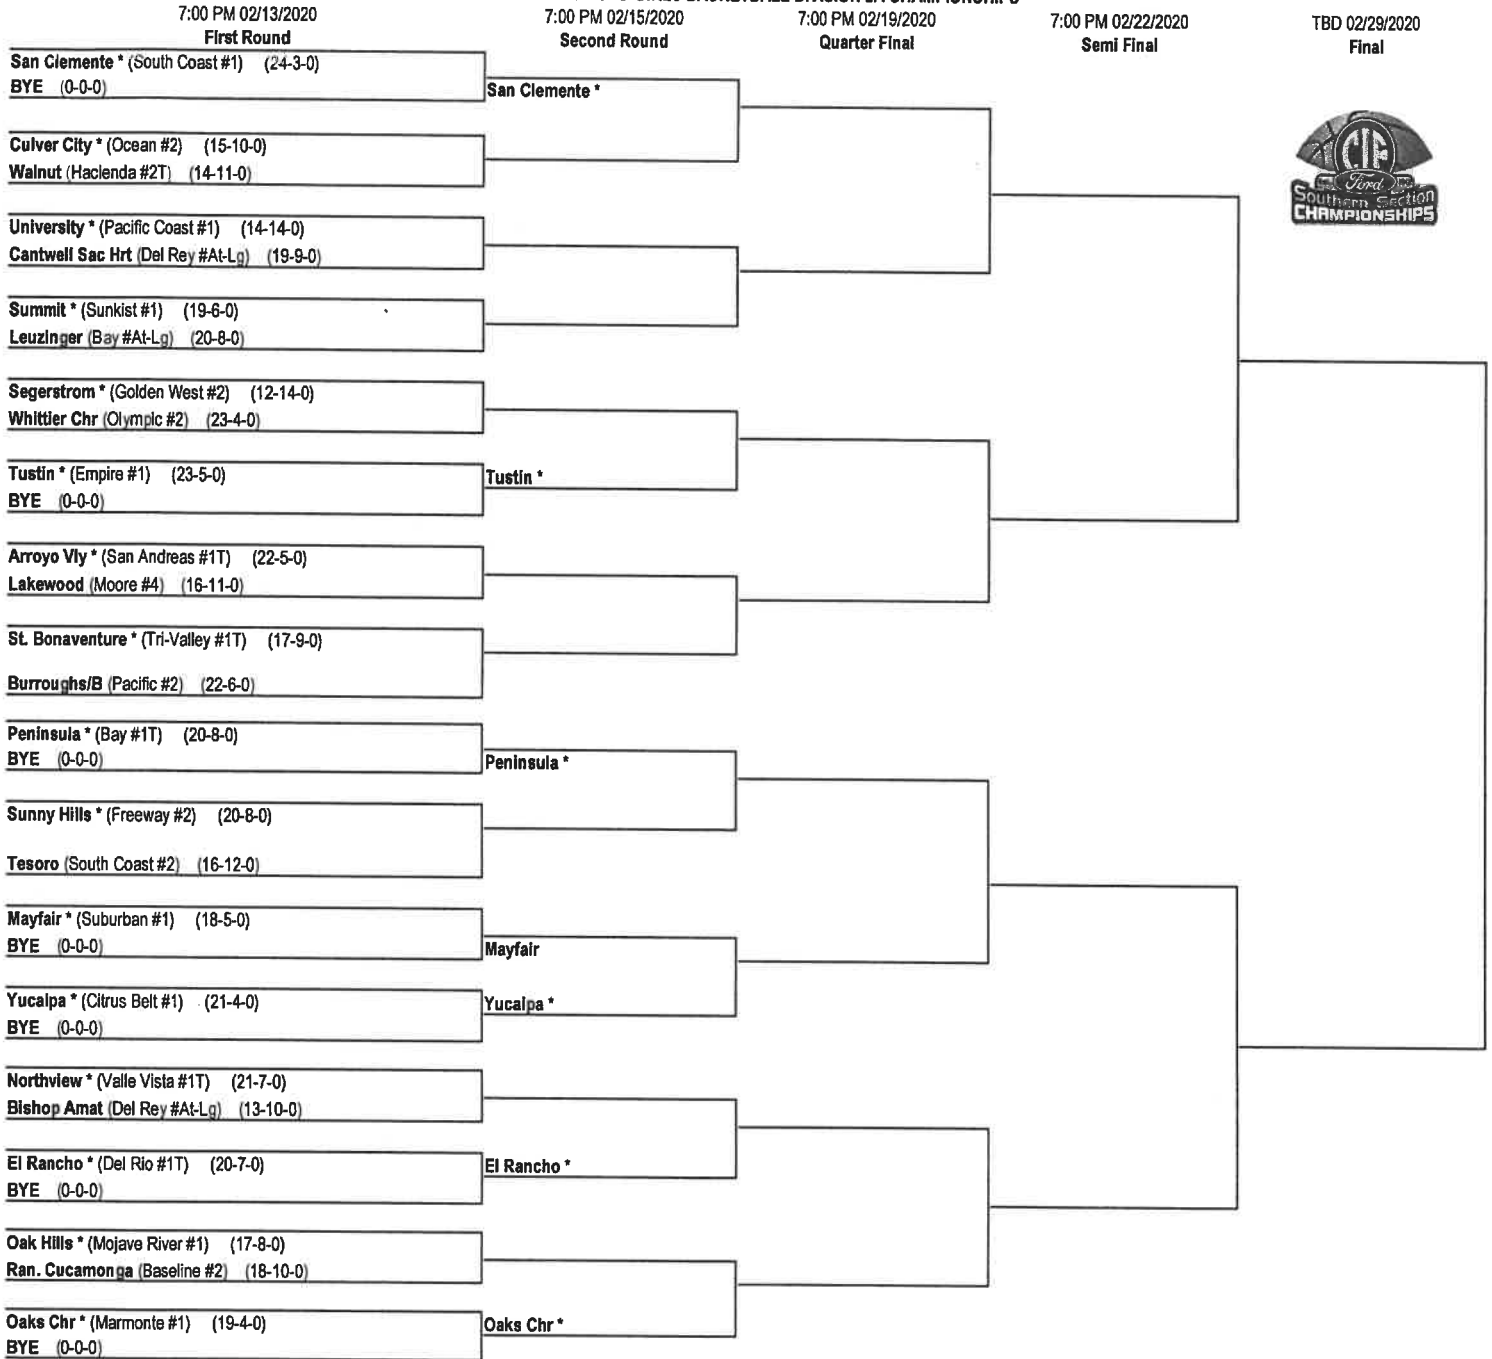 7:00 PM 02/13/2020
First Round
7:00 PM 02/15/2020
Second Round
7:00 PM 02/19/2020
Quarter Final
7:00 PM 02/22/2020
Semi Final
TBD 02/29/2020
Final
San Clemente * (South Coast #1) (24-3-0)
BYE (0-0-0)
San Clemente *
Culver City * (Ocean #2) (15-10-0)
Walnut (Hacienda #2T) (14-11-0)
CIF
Ford
Southern Section
CHAMPIONSHIPS
University * (Pacific Coast #1) (14-14-0)
Cantwell Sac Hrt (Del Rey #At-Lg) (19-9-0)
Summit * (Sunkist #1) (19-6-0)
Leuzinger (Bay #At-Lg) (20-8-0)
Segerstrom * (Golden West #2) (12-14-0)
Whittier Chr (Olympic #2) (23-4-0)
Tustin * (Empire #1) (23-5-0)
BYE (0-0-0)
Tustin *
Arroyo Vly * (San Andreas #1T) (22-5-0)
Lakewood (Moore #4) (16-11-0)
St. Bonaventure * (Tri-Valley #1T) (17-9-0)
Burroughs/B (Pacific #2) (22-6-0)
Peninsula * (Bay #1T) (20-8-0)
BYE (0-0-0)
Peninsula *
Sunny Hills * (Freeway #2) (20-8-0)
Tesoro (South Coast #2) (16-12-0)
Mayfair * (Suburban #1) (18-5-0)
BYE (0-0-0)
Mayfair
Yucaipa * (Citrus Belt #1) (21-4-0)
BYE (0-0-0)
Yucaipa *
Northview * (Valle Vista #1T) (21-7-0)
Bishop Amat (Del Rey #At-Lg) (13-10-0)
El Rancho * (Del Rio #1T) (20-7-0)
BYE (0-0-0)
El Rancho *
Oak Hills * (Mojave River #1) (17-8-0)
Ran. Cucamonga (Baseline #2) (18-10-0)
Oaks Chr * (Marmonte #1) (19-4-0)
BYE (0-0-0)
Oaks Chr *